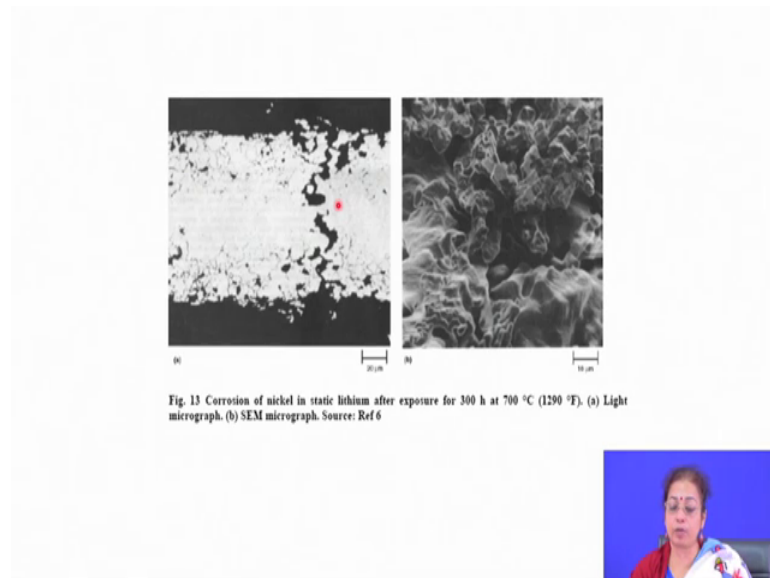 (a)
20 μm
(b)
10 μm
Fig. 13 Corrosion of nickel in static lithium after exposure for 300 h at 700 °C (1290 °F). (a) Light
micrograph. (b) SEM micrograph. Source: Ref 6